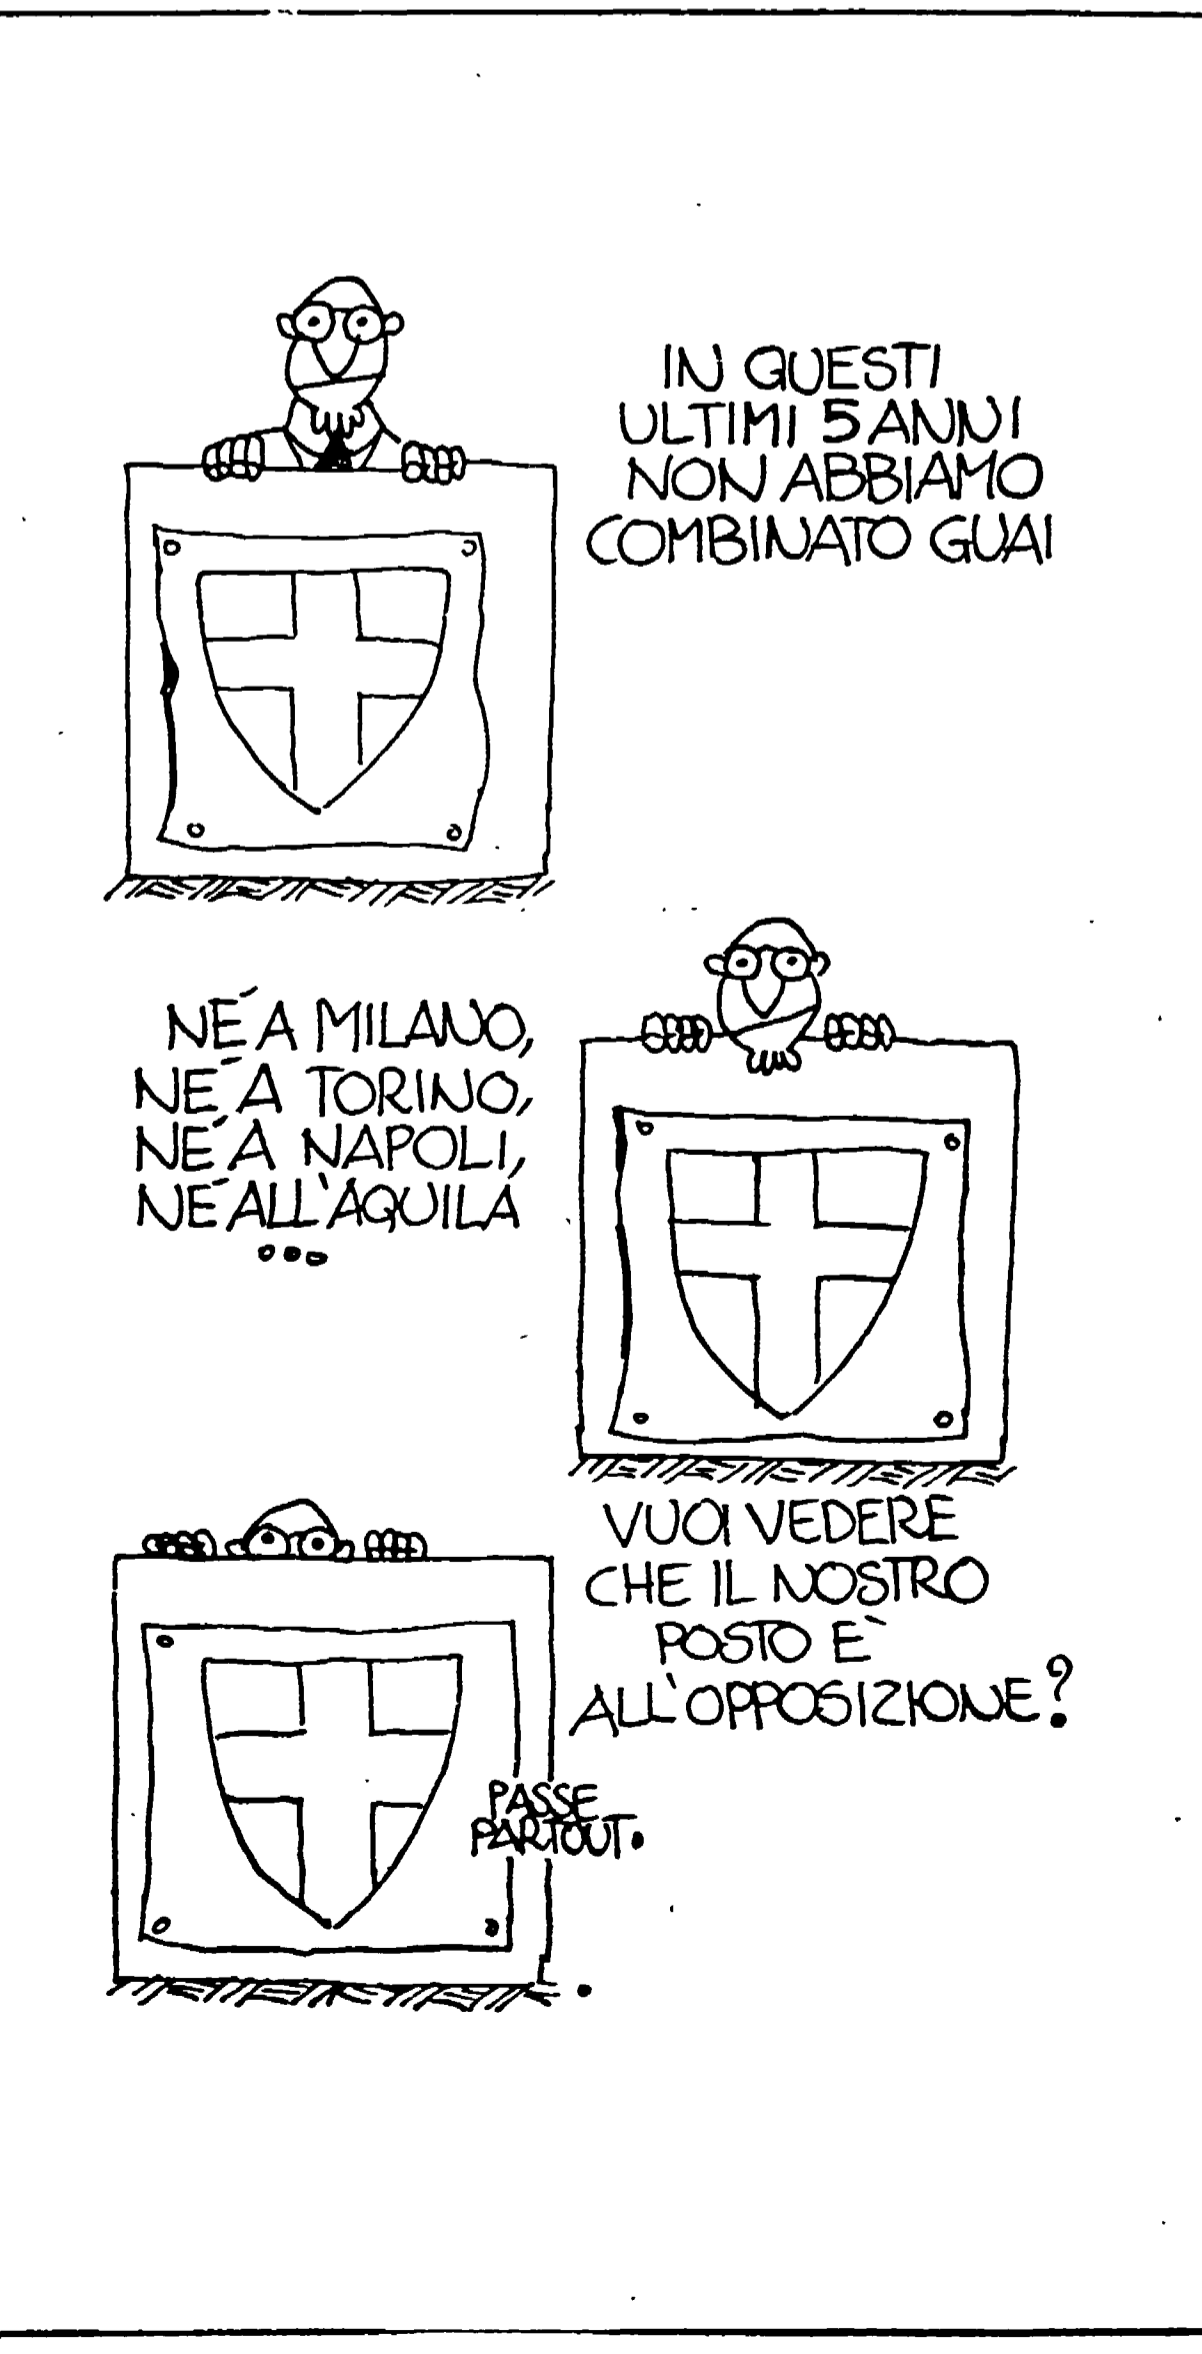 IN QUESTI
ULTIMI 5 ANNI
NON ABBIAMO
COMBINATO GUAI
NÉ A MILANO,
NÉ A TORINO,
NÉ A NAPOLI,
NÉ ALL'AQUILA
...
VUOI VEDERE
CHE IL NOSTRO
POSTO È
ALL'OPPOSIZIONE?
PASSE
PARTOUT.